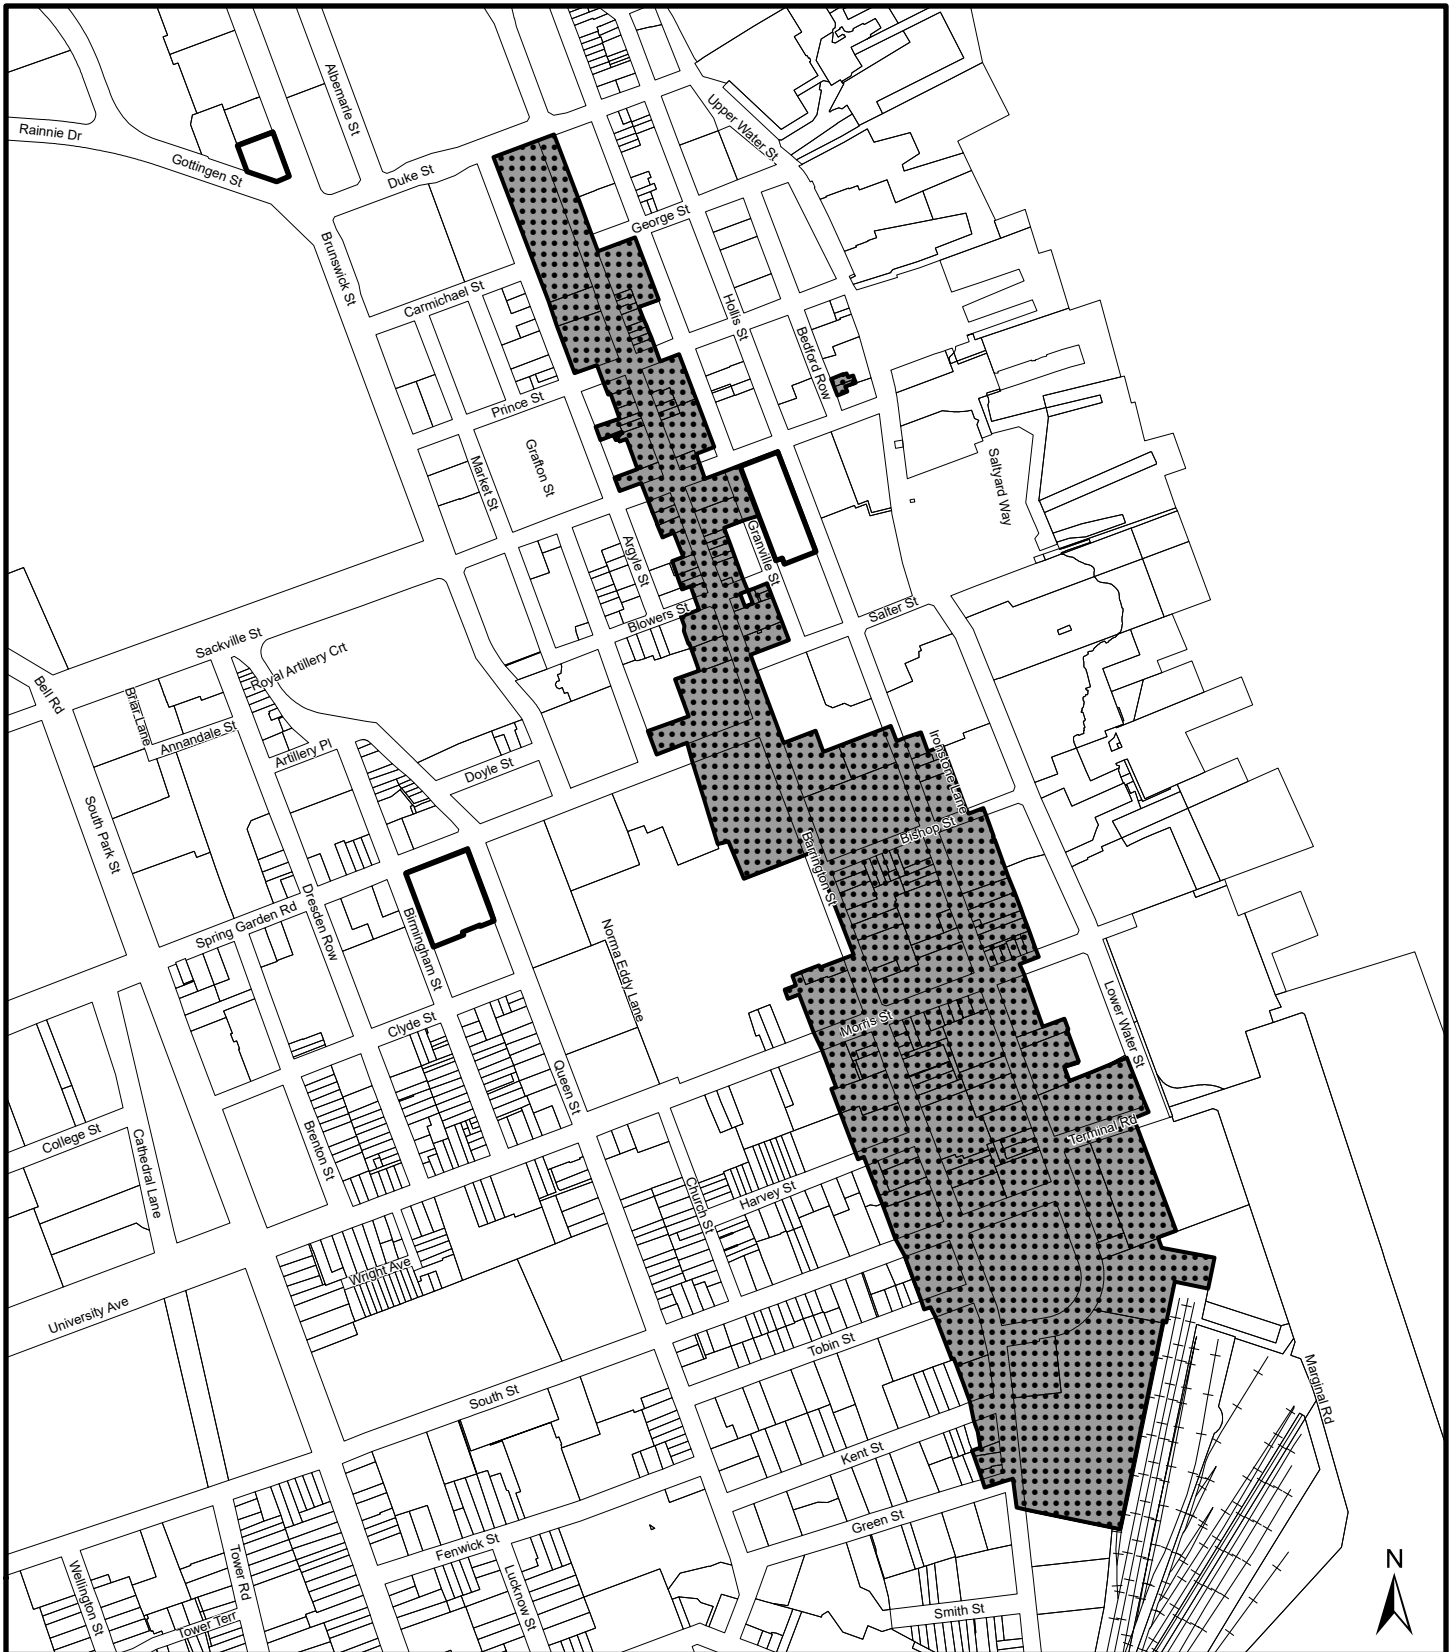 Rainnie Dr
Gottingen St
Albemarle St
Duke St
Upper Water St
George St
Brunswick St
Carmichael St
Hollis St
Bedford Row
Prince St
Grafton St
Market St
Saltyard Way
Argyle St
Granville St
Blowers St
Salter St
Sackville St
Royal Artillery Crt
Bell Rd
Briar Lane
Annandale St
Artillery Pl
Doyle St
Ironstone Lane
South Park St
Bishop St
Barrington St
Spring Garden Rd
Dresden Row
Birmingham St
Norma Eddy Lane
Clyde St
Morris St
Lower Water St
Queen St
College St
Cathedral Lane
Brenton St
Terminal Rd
Church St
Harvey St
Wright Ave
University Ave
Tobin St
South St
Marginal Rd
Kent St
Green St
Fenwick St
Wellington St
Tower Rd
Lucknow St
Tower Terr
Smith St
N